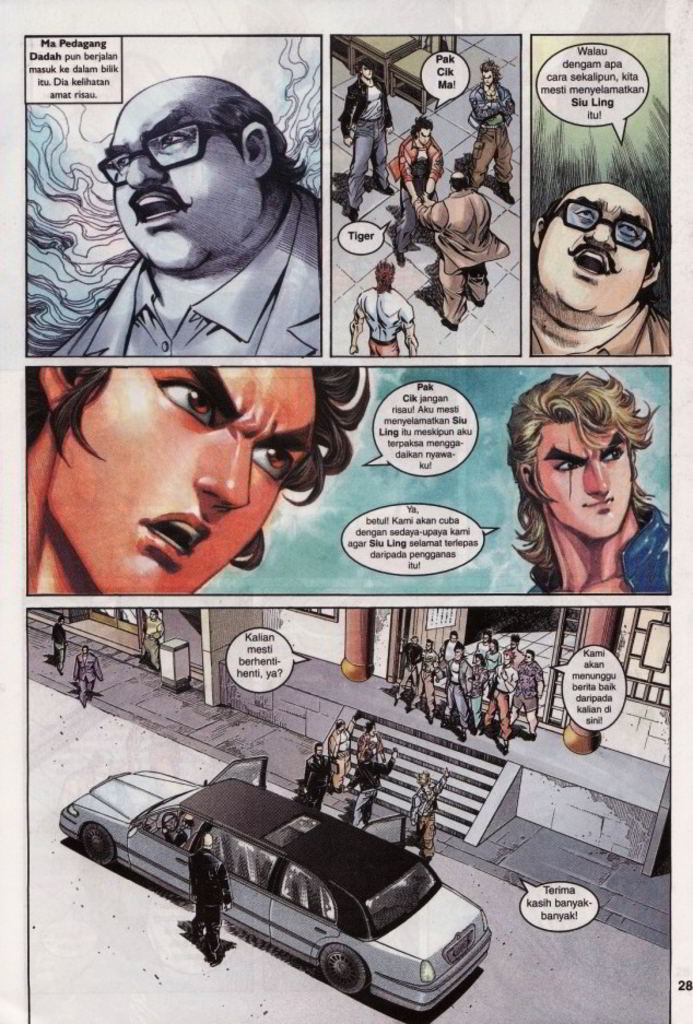 Ma Pedagang
Dadah pun berjalan
masuk ke dalam bilik
itu. Dia kelihatan
amat risau.
Pak
Cik
Ma!
Tiger
Walau
dengam apa
cara sekalipun, kita
mesti menyelamatkan
Siu Ling
itu!
Pak
Cik jangan
risau! Aku mesti
menyelamatkan Siu
Ling itu meskipun aku
terpaksa mengga-
daikan nyawa-
ku!
Ya,
betul! Kami akan cuba
dengan sedaya-upaya kami
agar Siu Ling selamat terlepas
daripada pengganas
itu!
Kalian
mesti
berhenti-
henti, ya?
Kami
akan
menunggu
berita baik
daripada
kalian di
sini!
Terima
kasih banyak-
banyak!
28